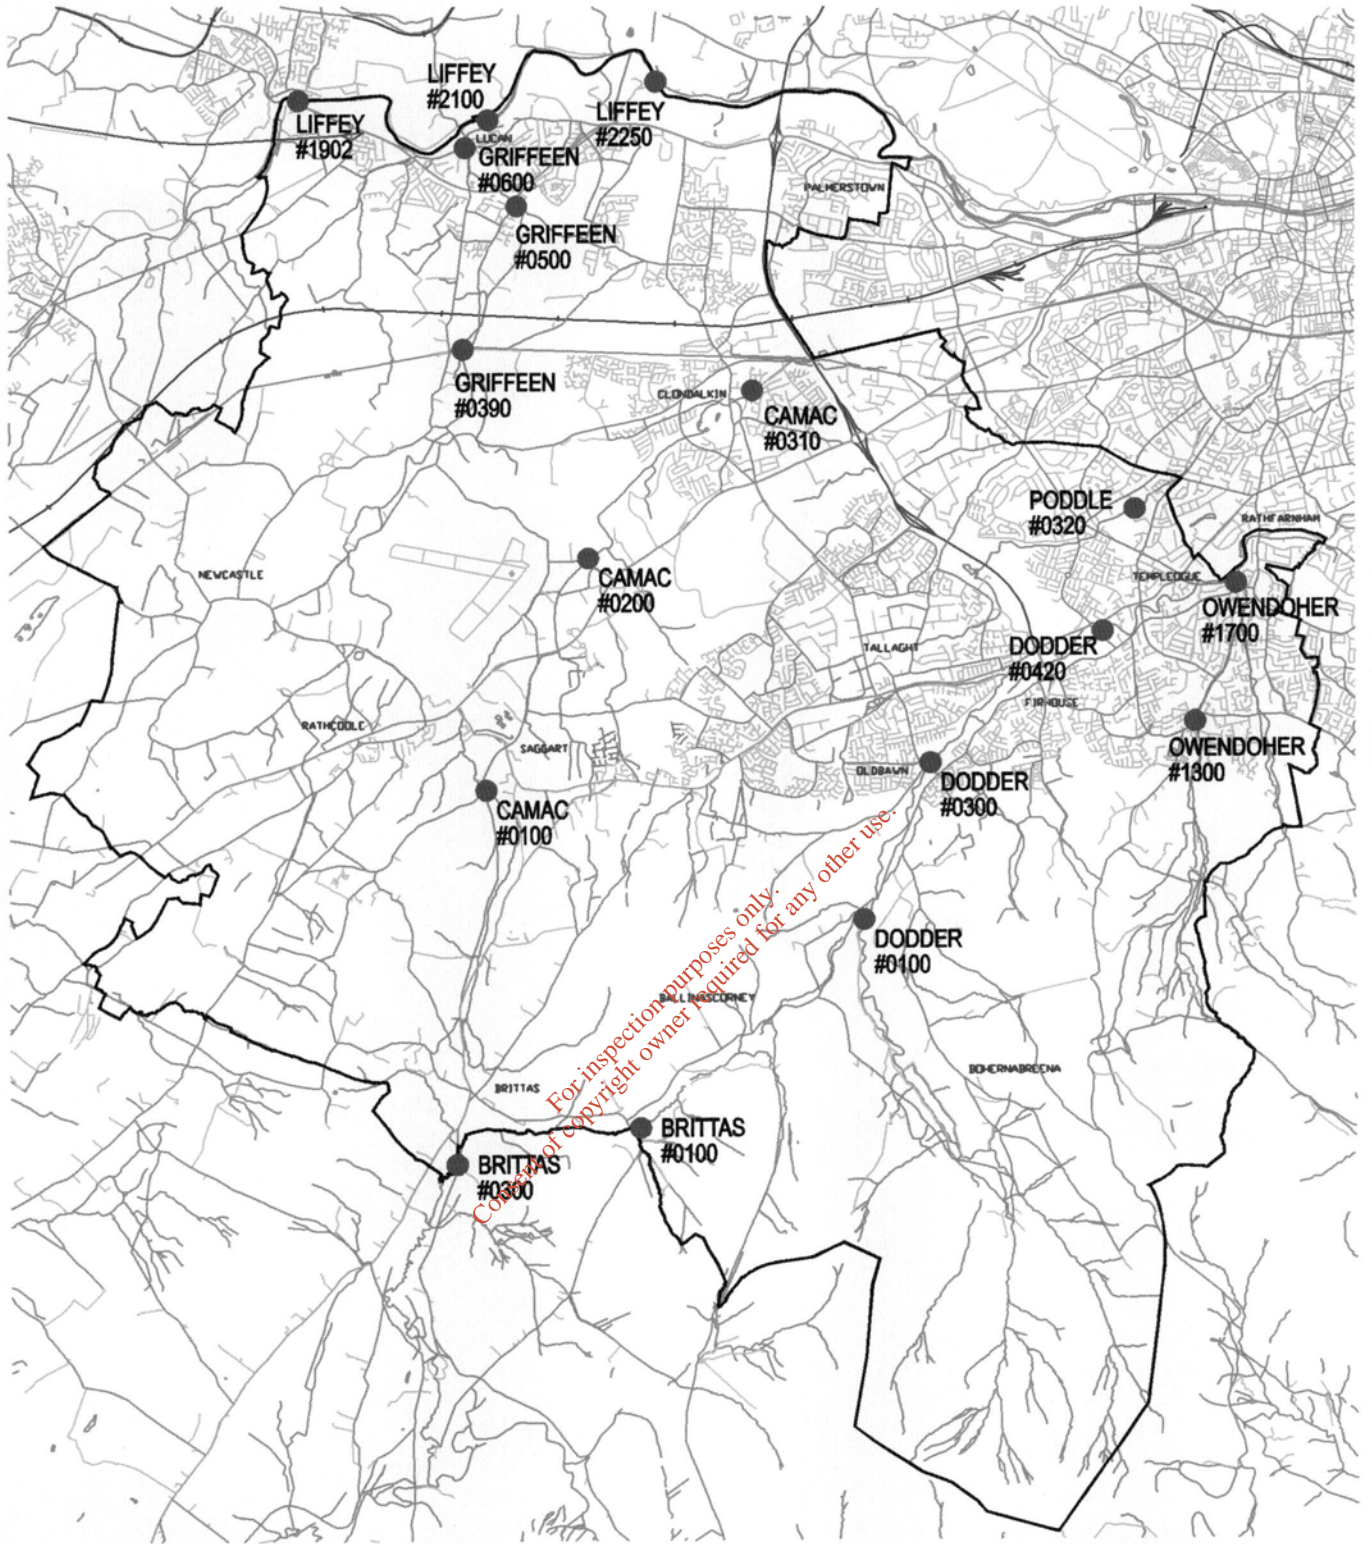 LIFFEY
#2100
LIFFEY
#1902
LIFFEY
#2250
LUCAN
GRIFFEEN
#0600
PALMERSTOWN
GRIFFEEN
#0500
GRIFFEEN
#0390
CLONDALKIN
CAMAC
#0310
PODDLE
#0320
RATHFARNHAM
NEWCASTLE
CAMAC
#0200
TEMPLEOGUE
OWENDOHER
#1700
TALLAGHT
DODDER
#0420
FIRHOUSE
RATHCOOLE
SAGGART
OWENDOHER
#1300
OLDBAWN
DODDER
#0300
CAMAC
#0100
DODDER
#0100
BALLINASCORNEY
BOHERNABREENA
BRITTAS
BRITTAS
#0100
BRITTAS
#0300
For inspection purposes only.
Consent of copyright owner required for any other use.